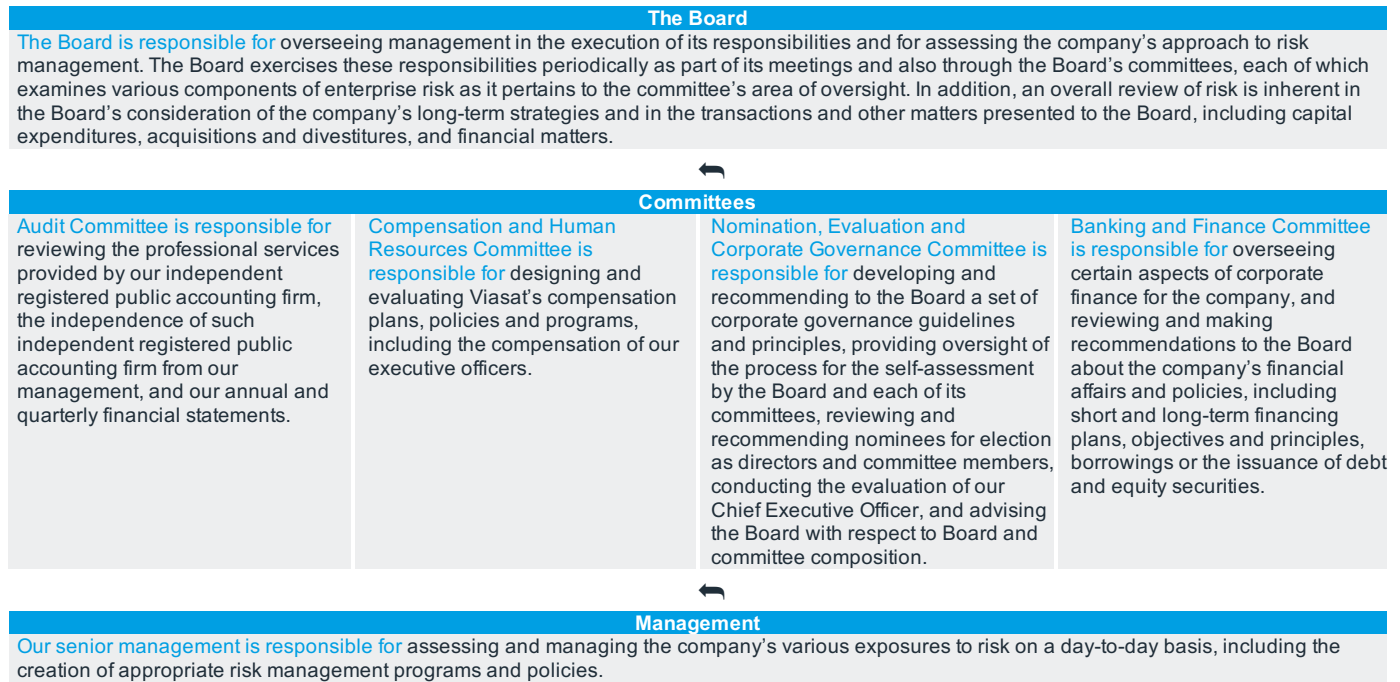 The Board
The Board is responsible for overseeing management in the execution of its responsibilities and for assessing the company’s approach to risk
management. The Board exercises these responsibilities periodically as part of its meetings and also through the Board’s committees, each of which
examines various components of enterprise risk as it pertains to the committee’s area of oversight. In addition, an overall review of risk is inherent in
the Board’s consideration of the company’s long-term strategies and in the transactions and other matters presented to the Board, including capital
expenditures, acquisitions and divestitures, and financial matters.
Committees
Audit Committee is responsible for
reviewing the professional services
provided by our independent
registered public accounting firm,
the independence of such
independent registered public
accounting firm from our
management, and our annual and
quarterly financial statements.
Compensation and Human
Resources Committee is
responsible for designing and
evaluating Viasat’s compensation
plans, policies and programs,
including the compensation of our
executive officers.
Nomination, Evaluation and
Corporate Governance Committee is
responsible for developing and
recommending to the Board a set of
corporate governance guidelines
and principles, providing oversight of
the process for the self-assessment
by the Board and each of its
committees, reviewing and
recommending nominees for election
as directors and committee members,
conducting the evaluation of our
Chief Executive Officer, and advising
the Board with respect to Board and
committee composition.
Banking and Finance Committee
is responsible for overseeing
certain aspects of corporate
finance for the company, and
reviewing and making
recommendations to the Board
about the company’s financial
affairs and policies, including
short and long-term financing
plans, objectives and principles,
borrowings or the issuance of debt
and equity securities.
Management
Our senior management is responsible for assessing and managing the company’s various exposures to risk on a day-to-day basis, including the
creation of appropriate risk management programs and policies.